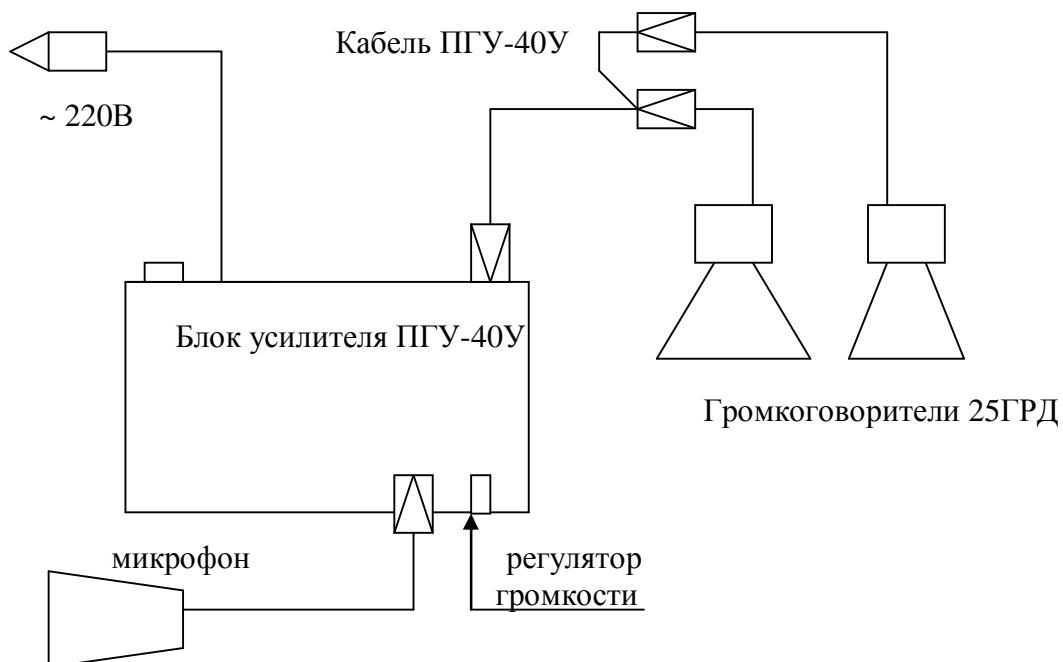 Кабель ПГУ-40У
~ 220В
Блок усилителя ПГУ-40У
Громкоговорители 25ГРД
микрофон
регулятор
громкости